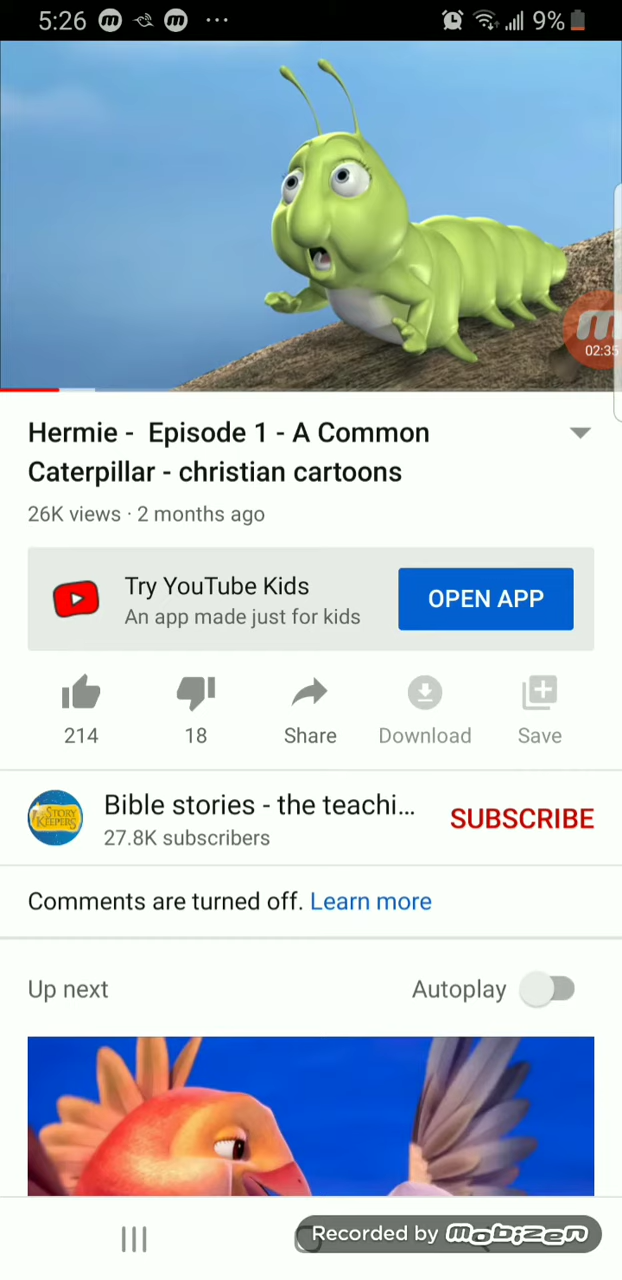 5:26
9%
02:35
Hermie -  Episode 1 - A Common
Caterpillar - christian cartoons
26K views · 2 months ago
Try YouTube Kids
An app made just for kids
OPEN APP
214
18
Share
Download
Save
STORY
KEEPERS
Bible stories - the teachi...
27.8K subscribers
SUBSCRIBE
Comments are turned off. Learn more
Up next
Autoplay
Recorded by mobizen